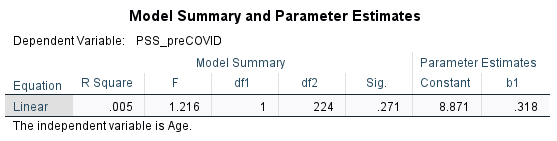 Model Summary and Parameter Estimates
Dependent Variable: PSS_preCOVID
Model Summary Parameter Estimates
Equation R Square F df1 df2 Sig. Constant b1
Linear .005 1.216 1 224 .271 8.871 .318
The independent variable is Age.